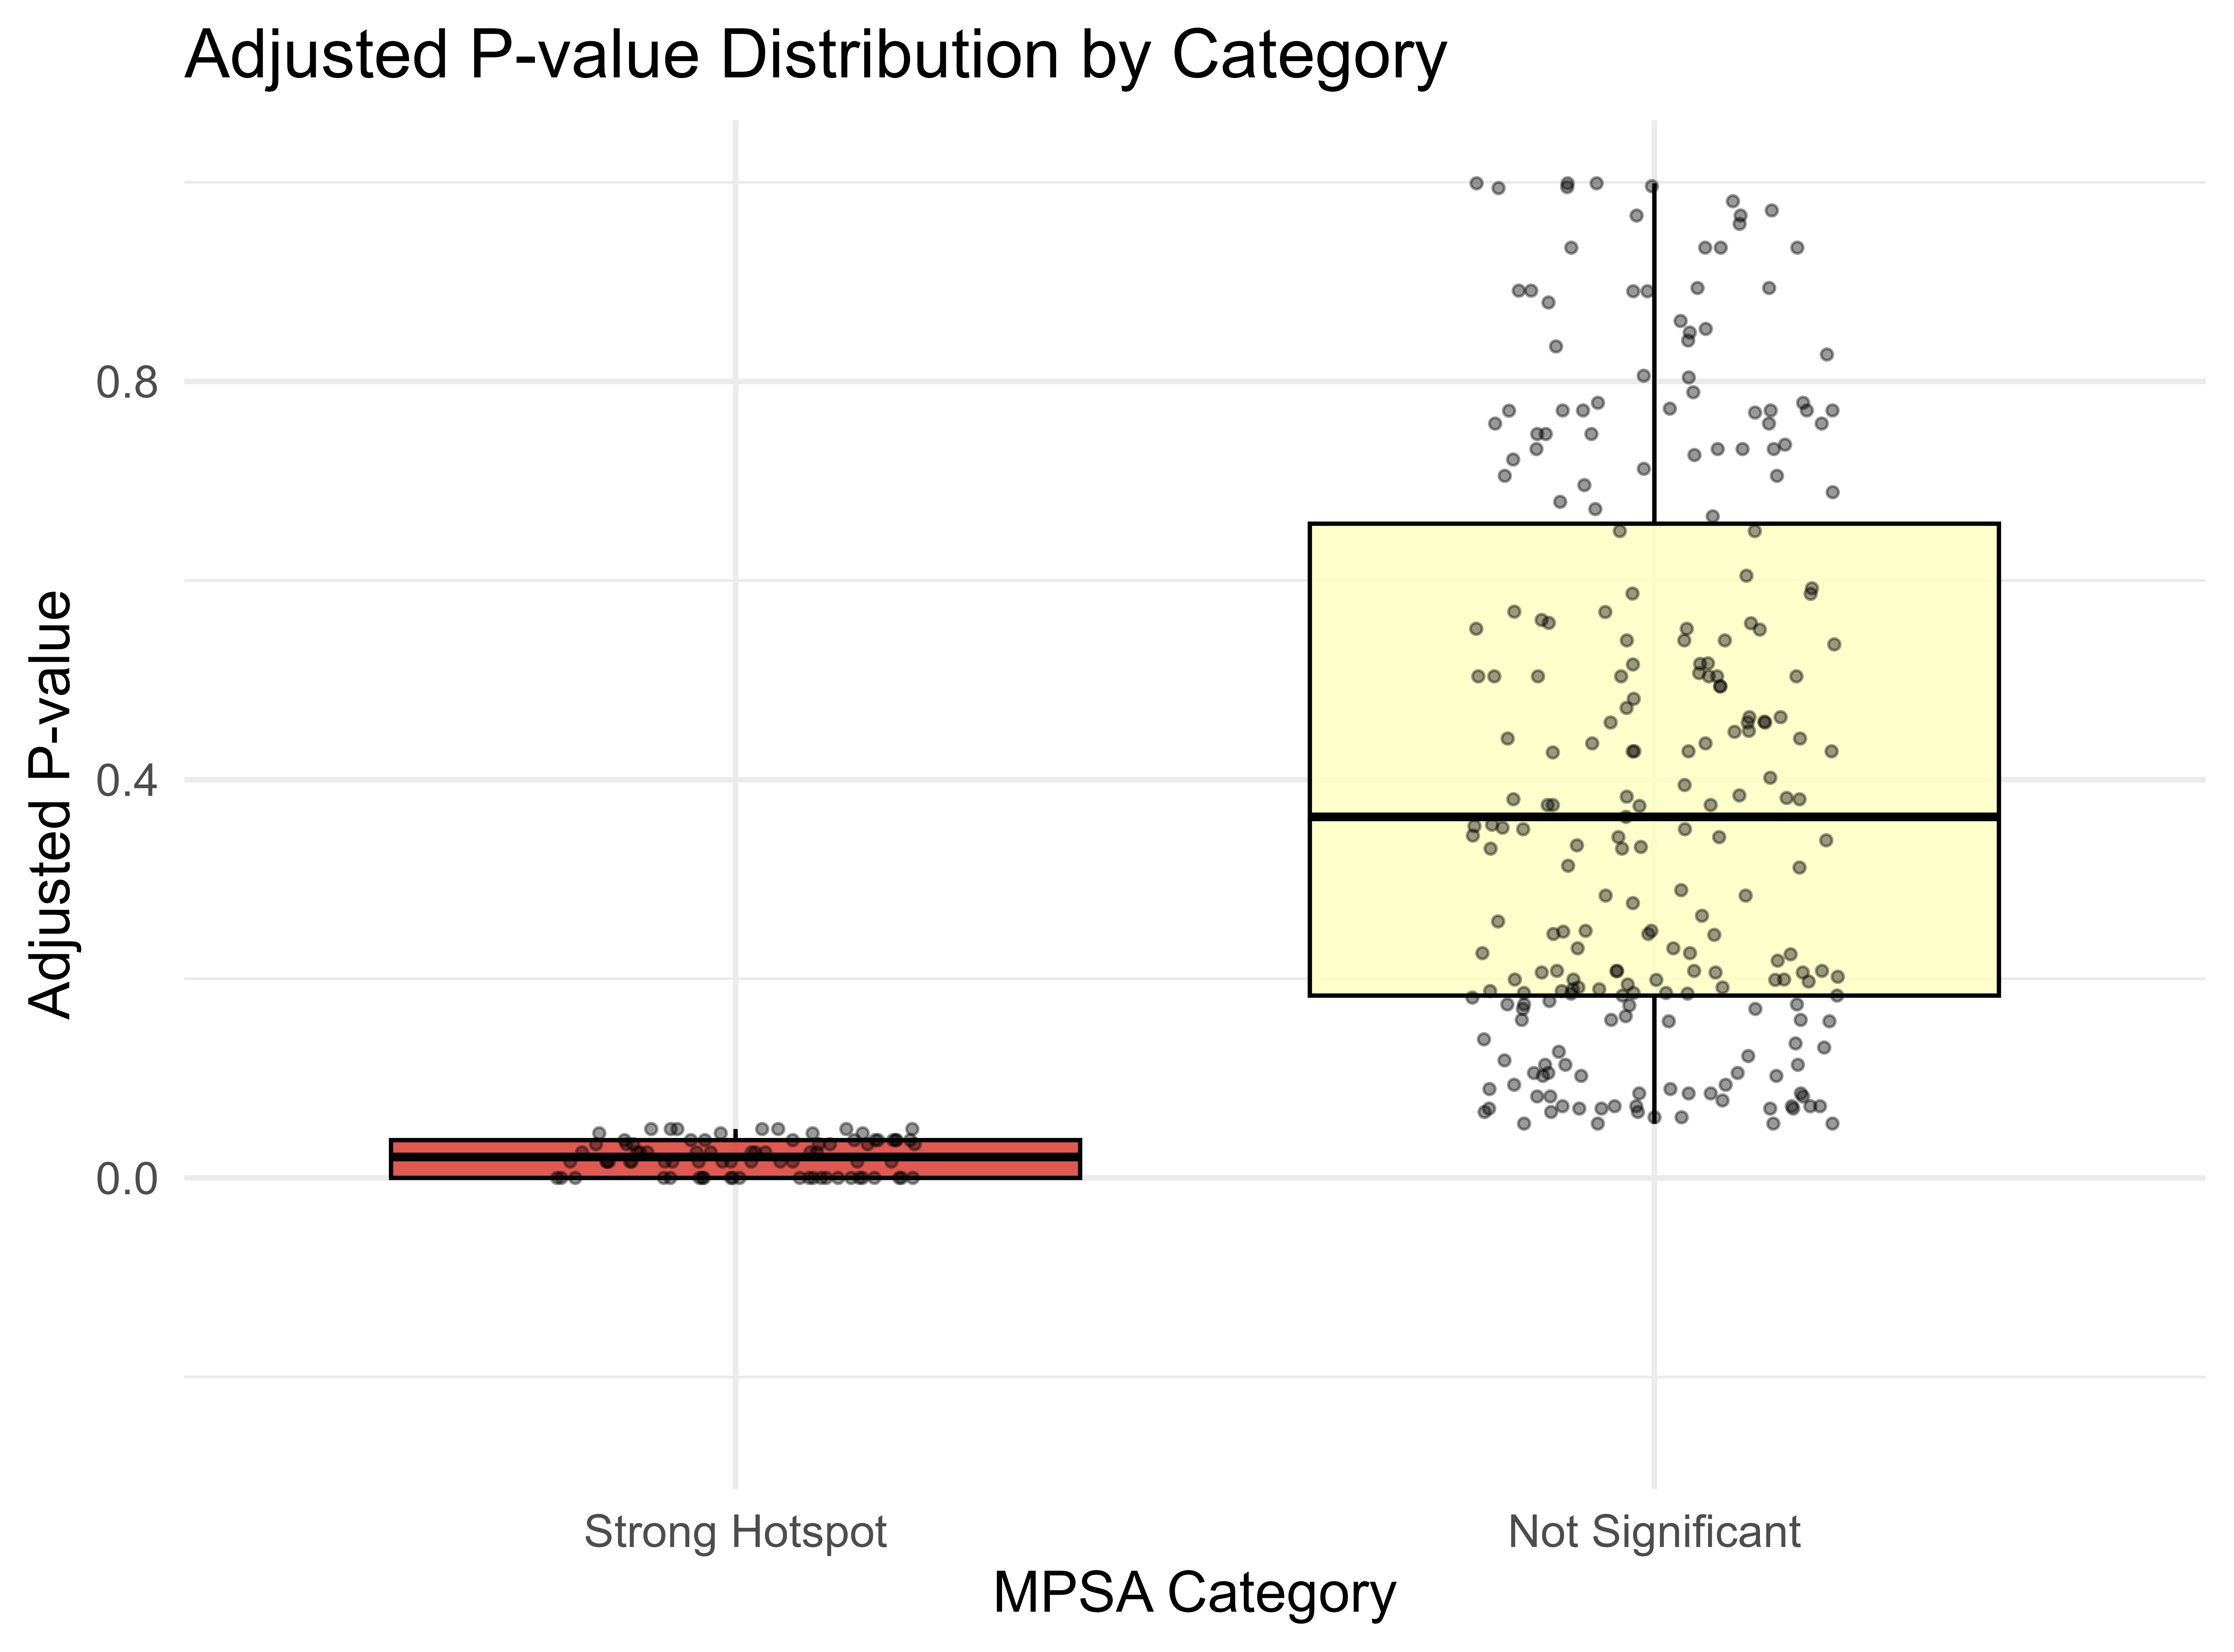 Adjusted P-value Distribution by Category
Adjusted P-value
0.8
0.4
0.0
Strong Hotspot
Not Significant
MPSA Category